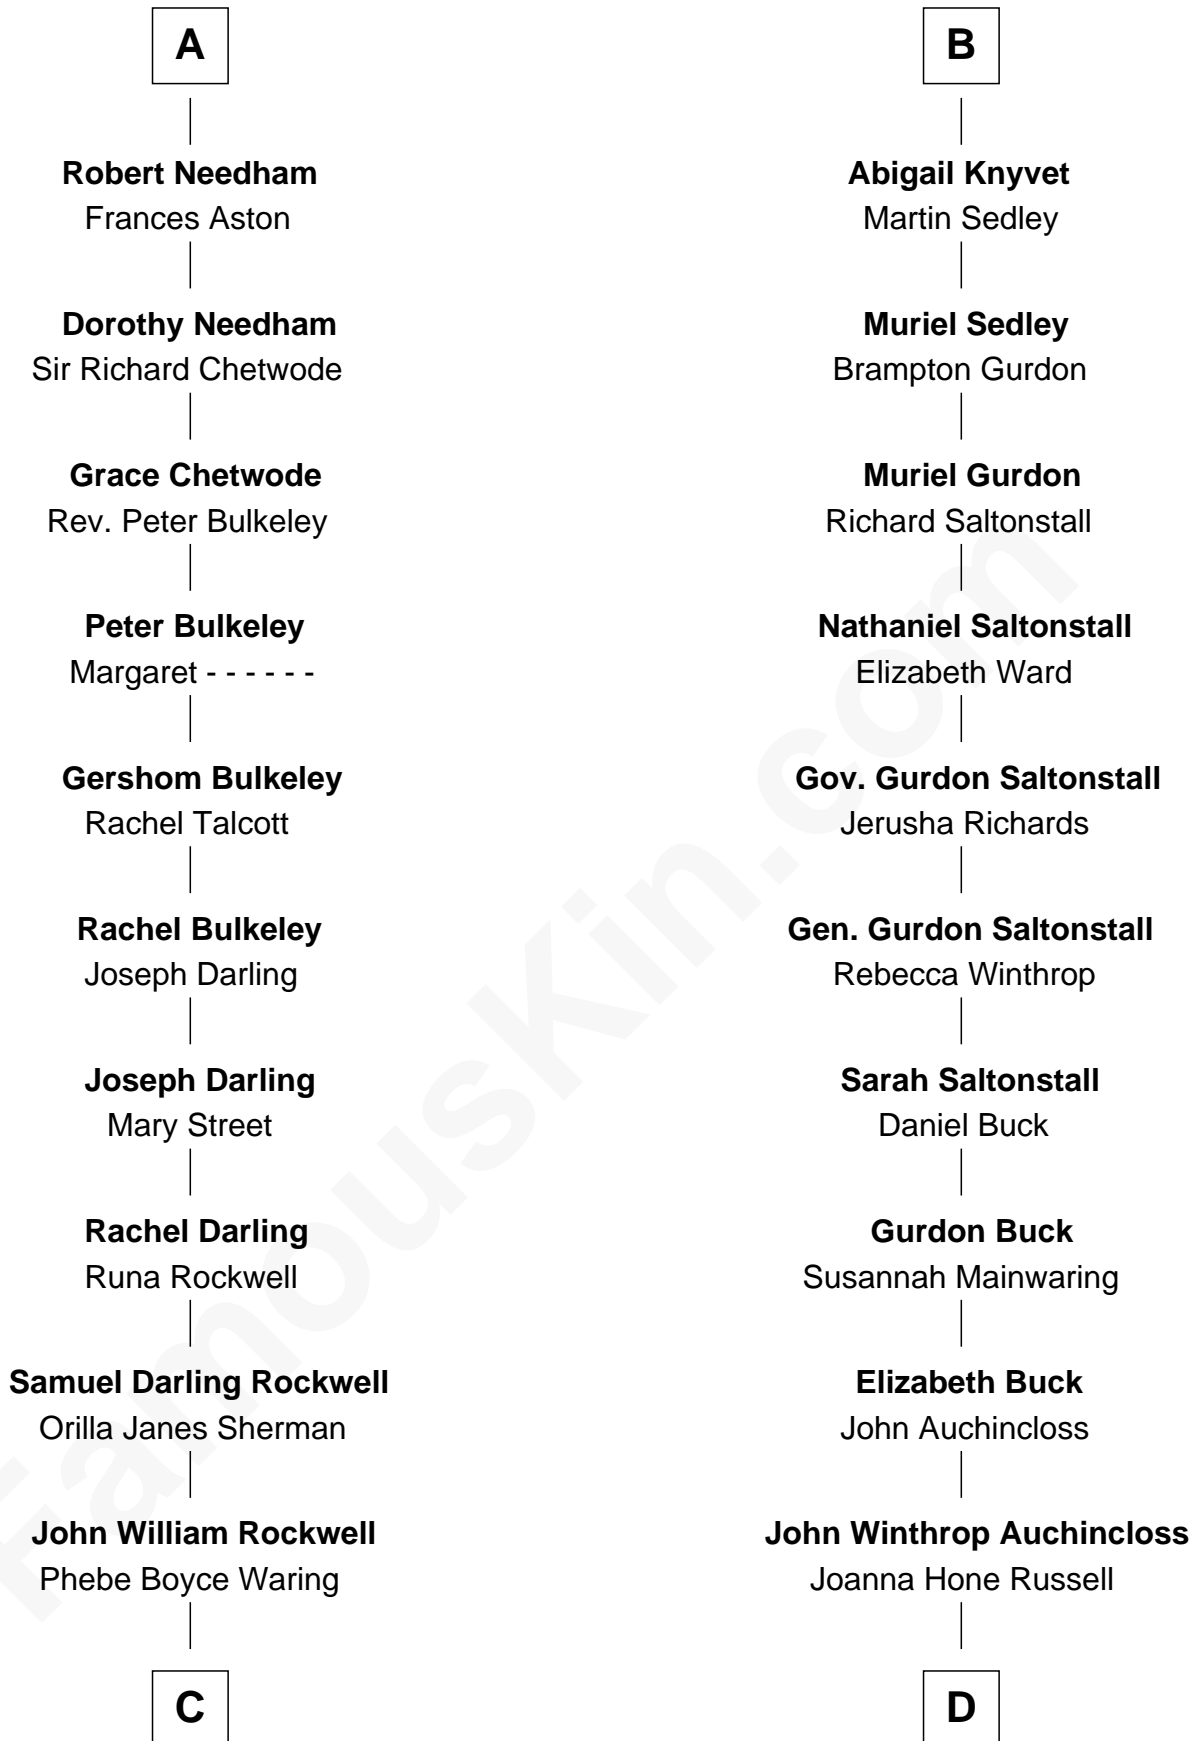 A
Robert Needham
Frances Aston
Dorothy Needham
Sir Richard Chetwode
Grace Chetwode
Rev. Peter Bulkeley
Peter Bulkeley
Margaret - - - - - -
Gershom Bulkeley
Rachel Talcott
Rachel Bulkeley
Joseph Darling
Joseph Darling
Mary Street
Rachel Darling
Runa Rockwell
Samuel Darling Rockwell
Orilla Janes Sherman
John William Rockwell
Phebe Boyce Waring
C
B
Abigail Knyvet
Martin Sedley
Muriel Sedley
Brampton Gurdon
Muriel Gurdon
Richard Saltonstall
Nathaniel Saltonstall
Elizabeth Ward
Gov. Gurdon Saltonstall
Jerusha Richards
Gen. Gurdon Saltonstall
Rebecca Winthrop
Sarah Saltonstall
Daniel Buck
Gurdon Buck
Susannah Mainwaring
Elizabeth Buck
John Auchincloss
John Winthrop Auchincloss
Joanna Hone Russell
D
FamousKin.com